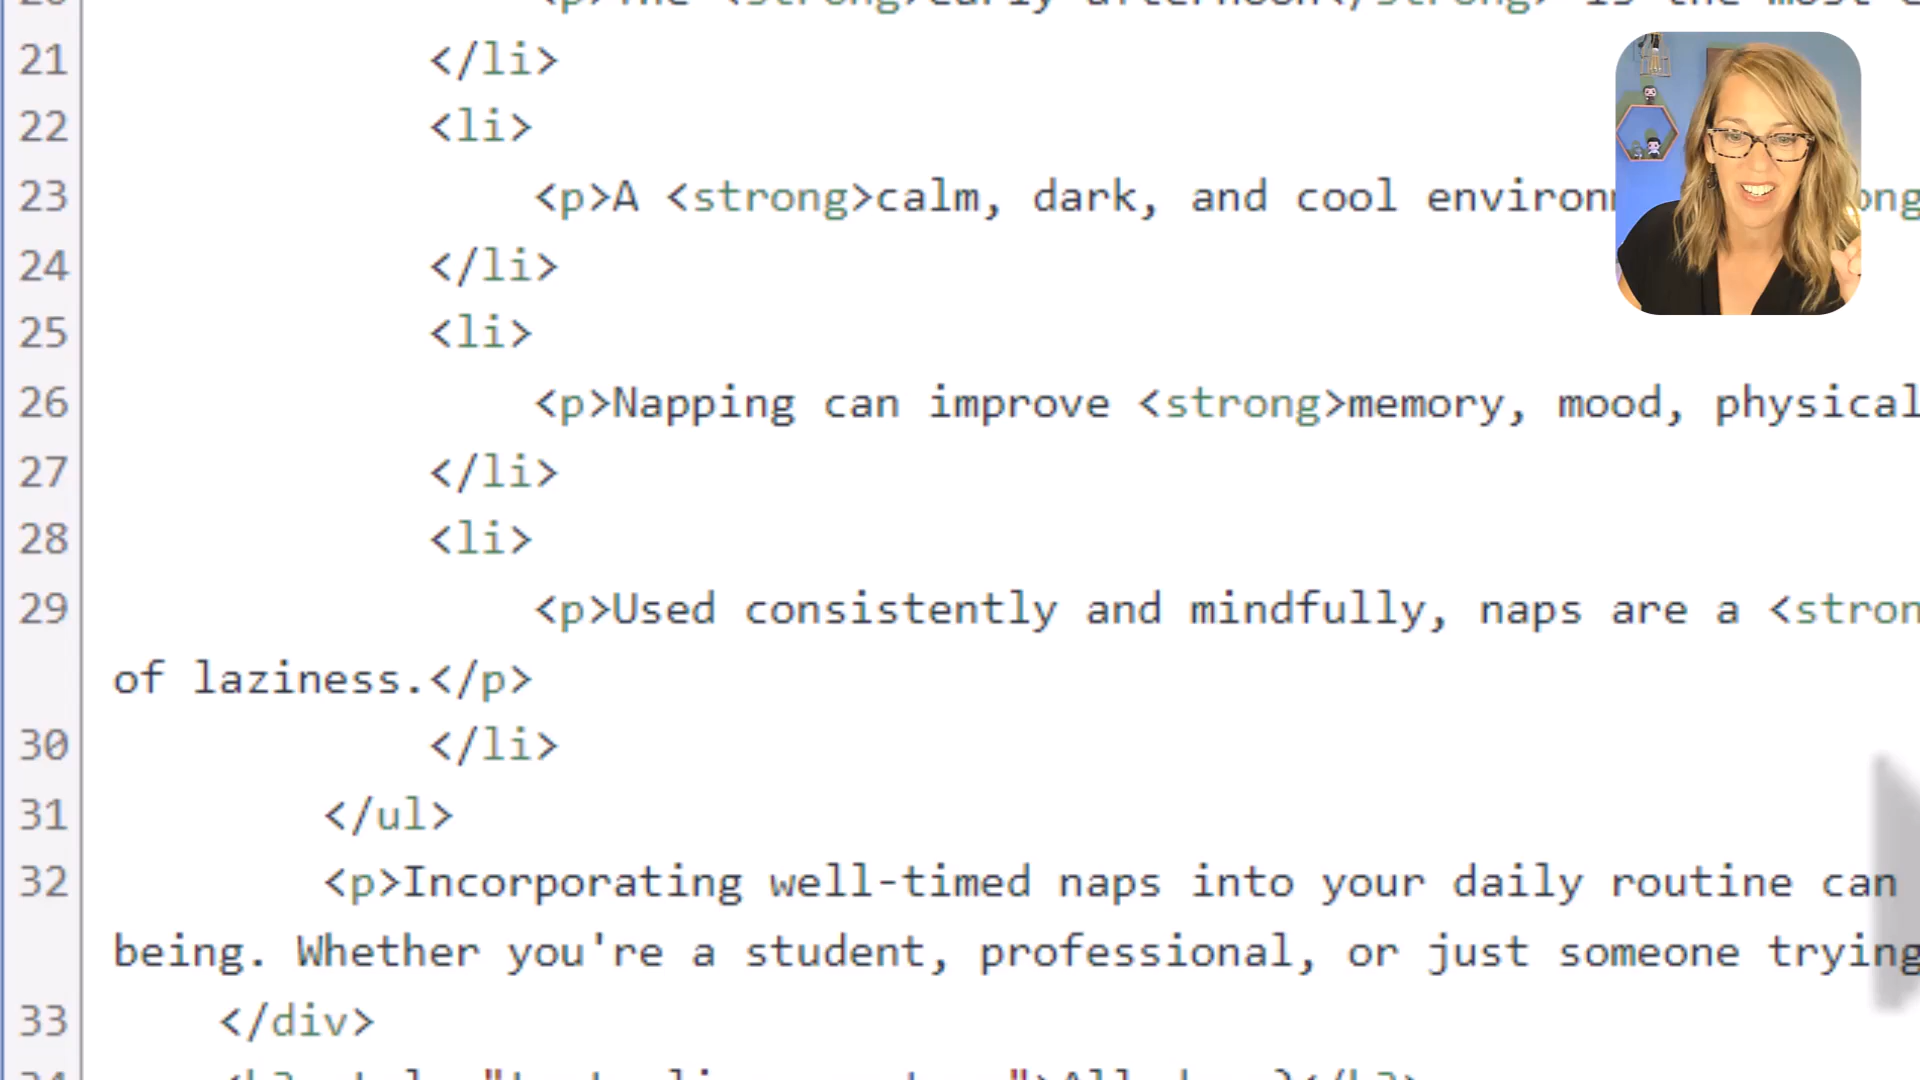 21 </li>
22 <li>
23 <p>A <strong>calm, dark, and cool
24 </li>
25 <li>
26 <p>Napping can improve <strong>memory, mood, physical
27 </li>
28 <li>
29 <p>Used consistently and mindfully, naps are a <stron
of laziness.</p>
30 </li>
31 </ul>
32 <p>Incorporating well-timed naps into your daily routine can
being. Whether you're a student, professional, or just someone trying
33 </div>